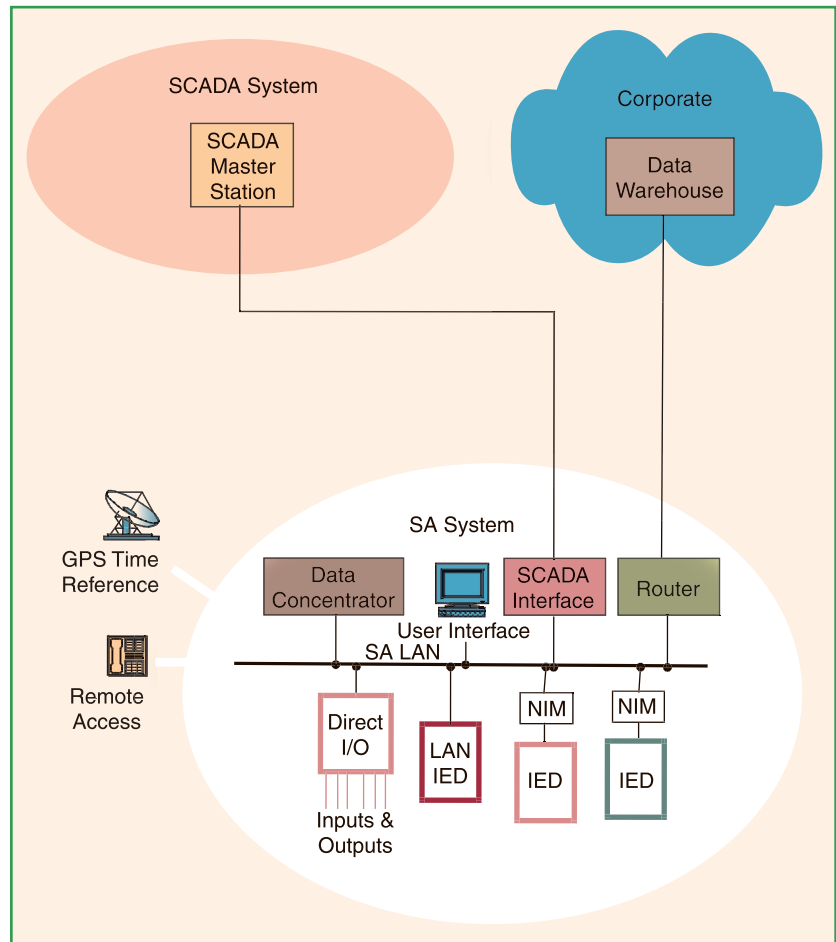 SCADA System
SCADA
Master
Station
Corporate
Data
Warehouse
GPS Time
Reference
Remote
Access
SA System
Data
Concentrator
User Interface
SCADA
Interface
Router
SA LAN
Direct
I/O
Inputs &
Outputs
LAN
IED
NIM
IED
NIM
IED